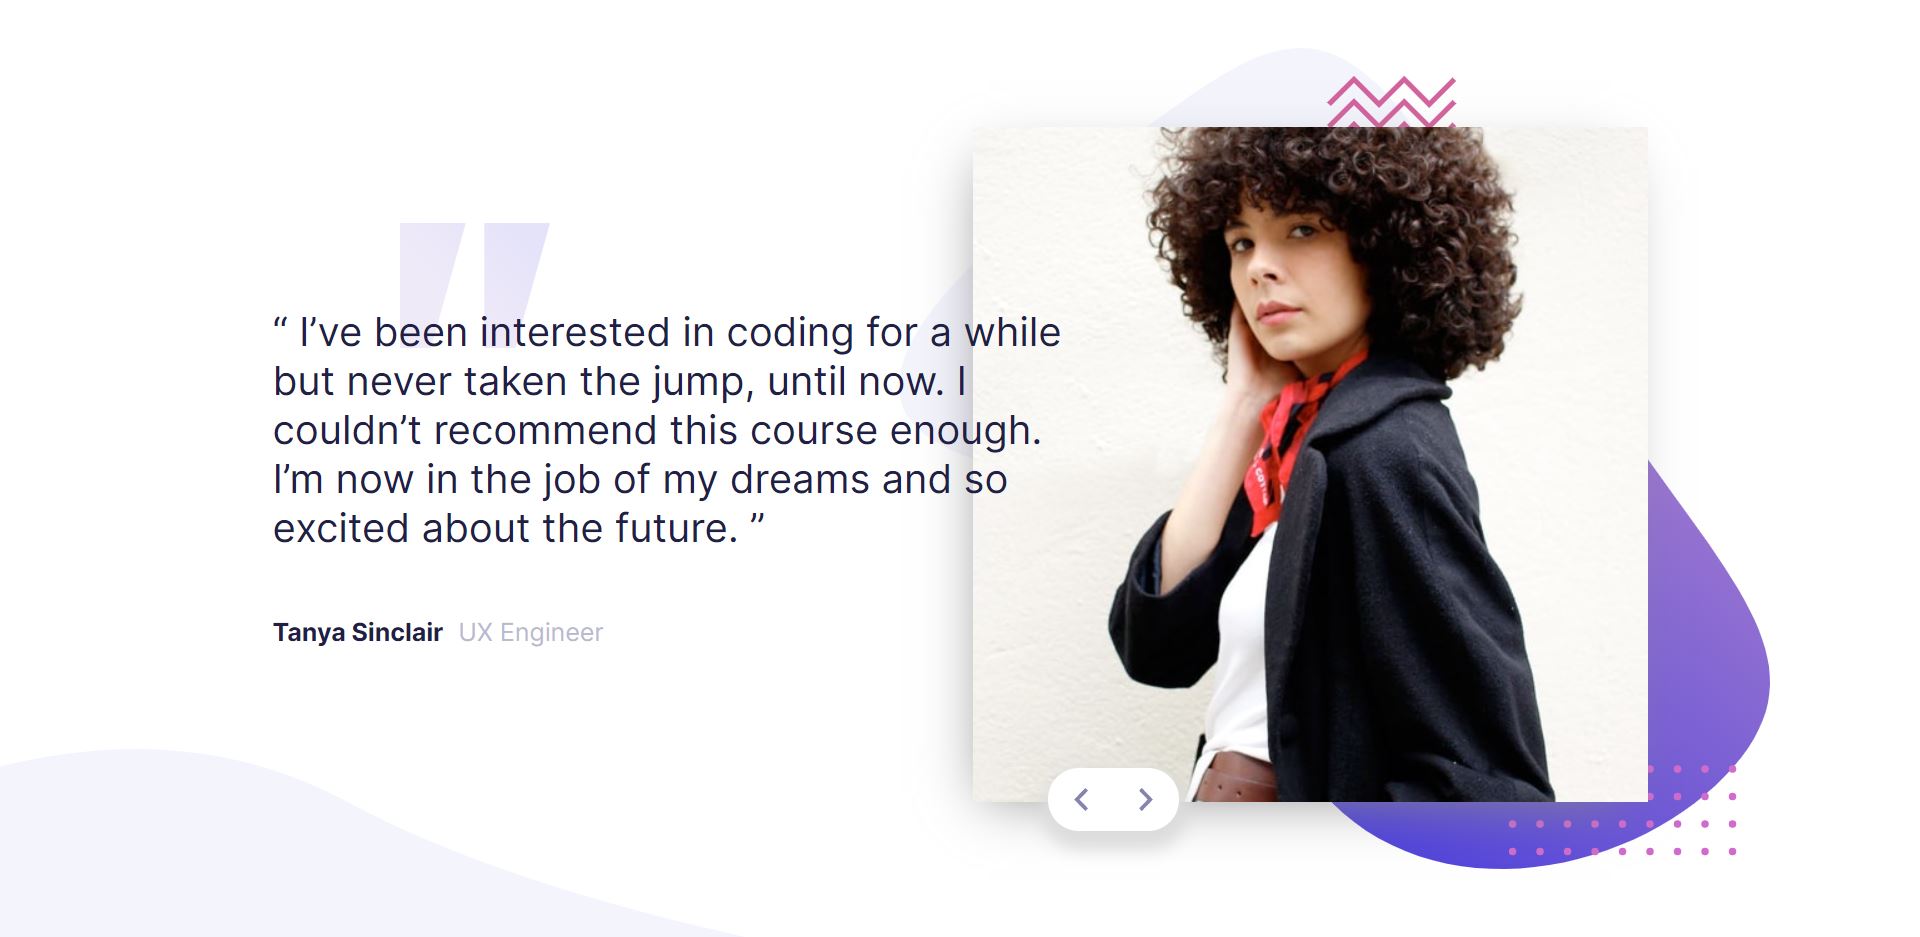 “ I’ve been interested in coding for a while
but never taken the jump, until now. I
couldn’t recommend this course enough.
I’m now in the job of my dreams and so
excited about the future. ”
Tanya Sinclair UX Engineer